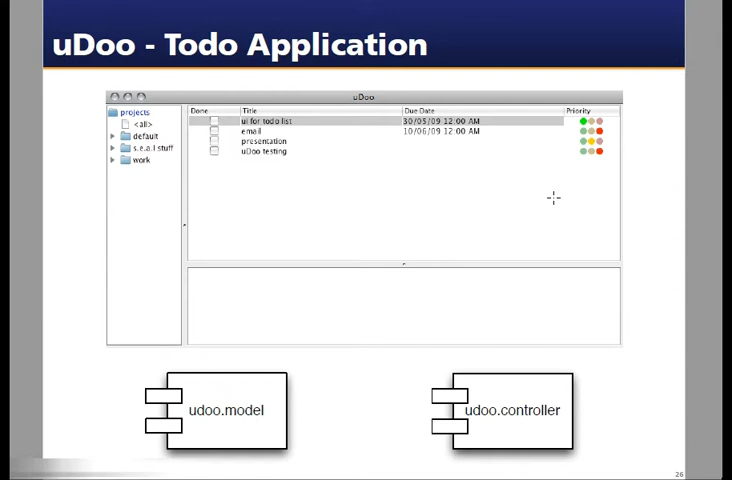 uDoo - Todo Application
uDoo
projects
<all>
default
s.e.a.l stuff
work
Done Title Due Date Priority
ui for todo list 30/05/09 12:00 AM
email 10/06/09 12:00 AM
presentation
uDoo testing
udoo.model
udoo.controller
26